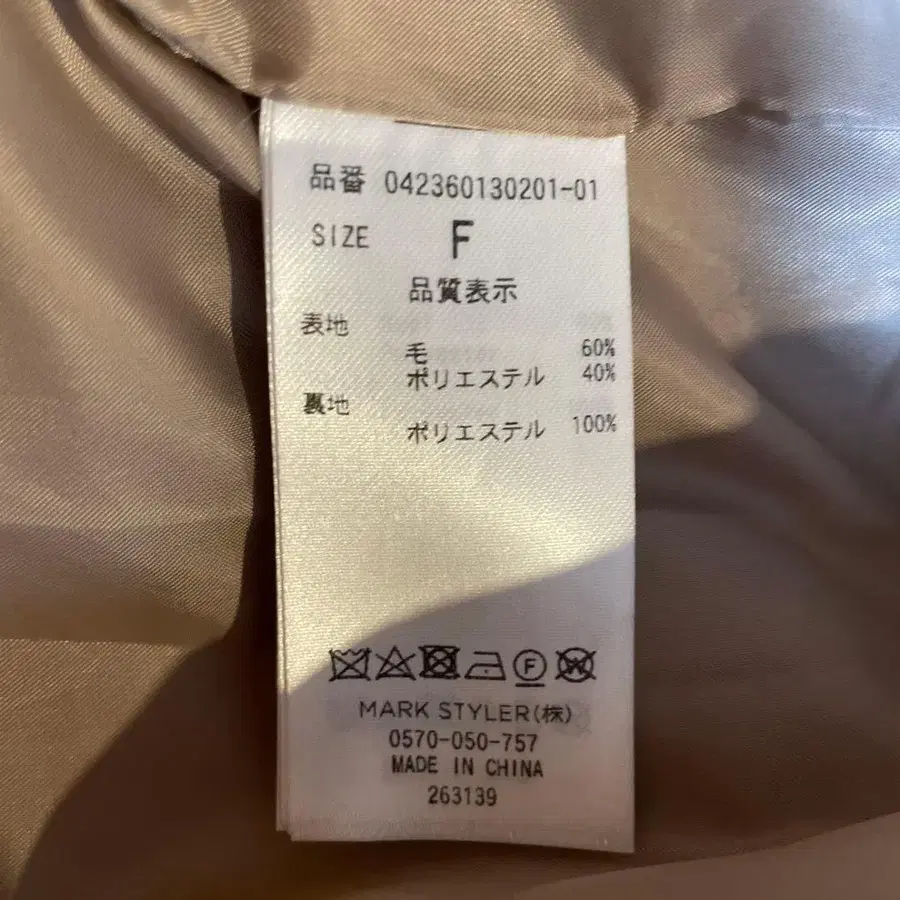 品番 042360130201-01
SIZE F
品質表示
表地
毛 60%
ポリエステル 40%
裏地
ポリエステル 100%
F W
MARK STYLER(株)
0570-050-757
MADE IN CHINA
263139